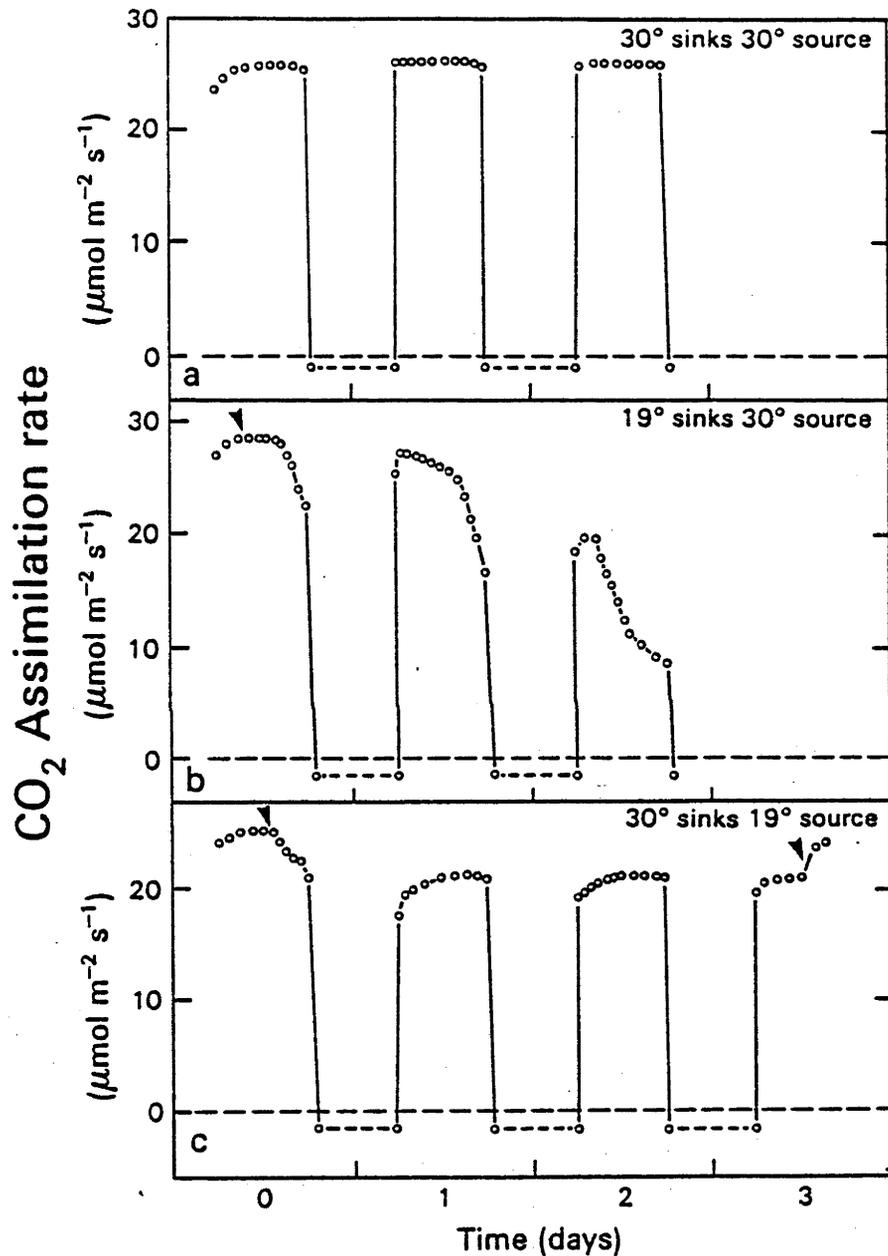 CO₂ Assimilation rate
(μmol m⁻² s⁻¹)
30
20
10
0
30° sinks 30° source
a
(μmol m⁻² s⁻¹)
30
20
10
0
19° sinks 30° source
b
(μmol m⁻² s⁻¹)
20
10
0
30° sinks 19° source
c
0 1 2 3
Time (days)